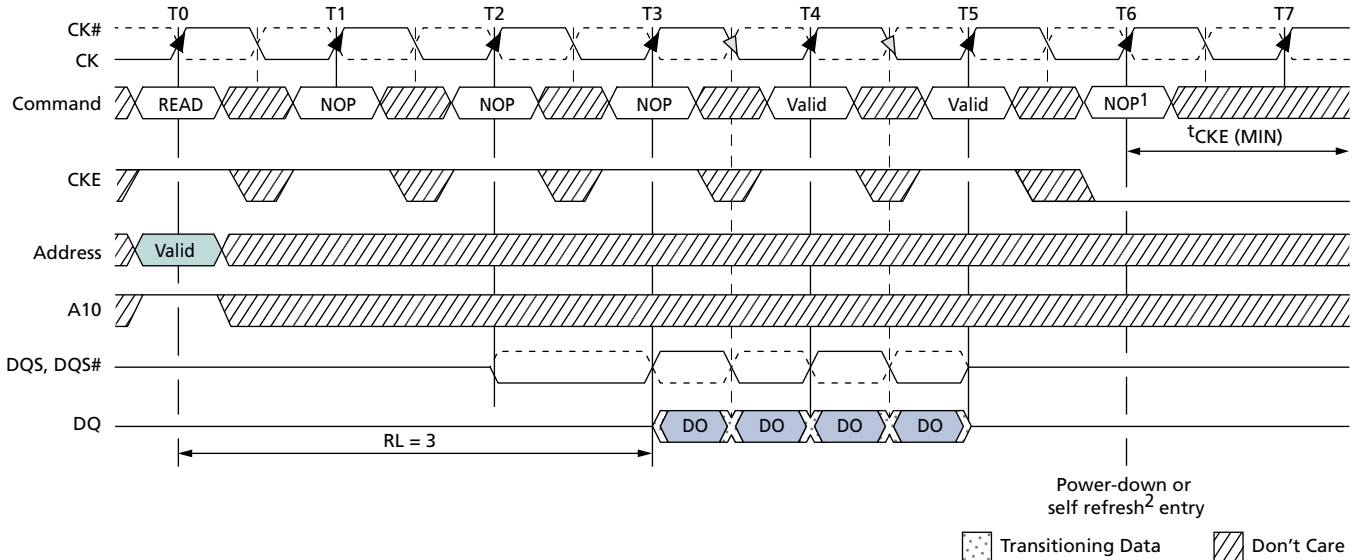 T0 T1 T2 T3 T4 T5 T6 T7
CK#
CK
Command READ NOP NOP NOP Valid Valid NOP1
tCKE (MIN)
CKE
Address Valid
A10
DQS, DQS#
DQ DO DO DO DO
RL = 3
Power-down or
self refresh2 entry
Transitioning Data Don't Care